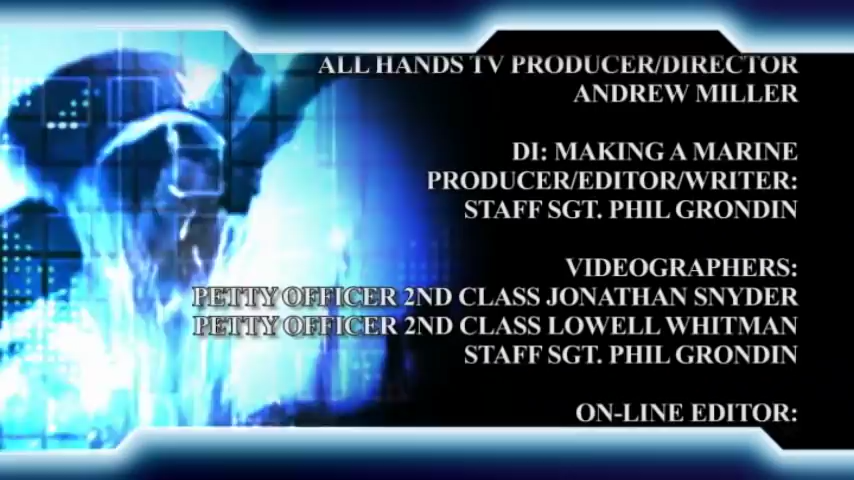 ALL HANDS TV PRODUCER/DIRECTOR
ANDREW MILLER
DI: MAKING A MARINE
PRODUCER/EDITOR/WRITER:
STAFF SGT. PHIL GRONDIN
VIDEOGRAPHERS:
PETTY OFFICER 2ND CLASS JONATHAN SNYDER
PETTY OFFICER 2ND CLASS LOWELL WHITMAN
STAFF SGT. PHIL GRONDIN
ON-LINE EDITOR: